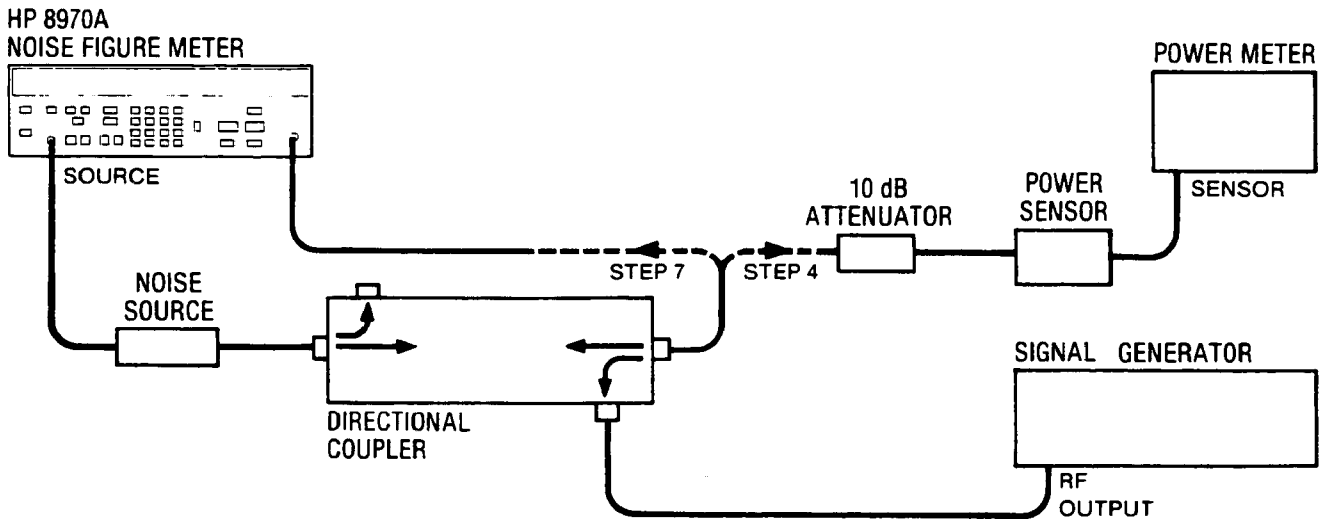 HP 8970A
NOISE FIGURE METER
POWER METER
SOURCE
10 dB
ATTENUATOR
POWER
SENSOR
SENSOR
STEP 7
STEP 4
NOISE
SOURCE
SIGNAL GENERATOR
DIRECTIONAL
COUPLER
RF
OUTPUT